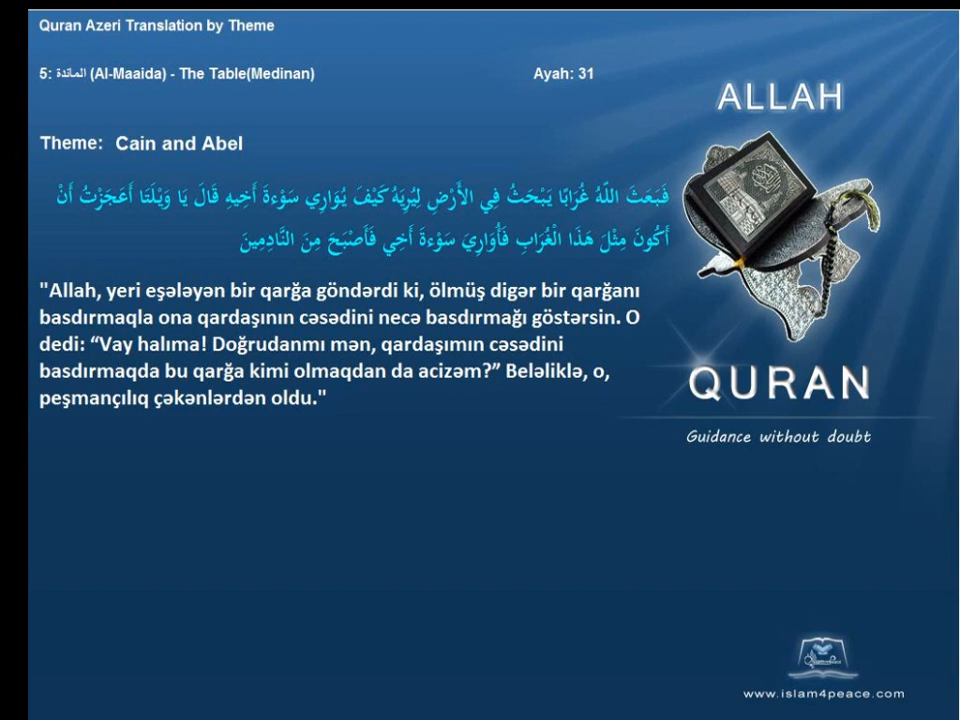 Quran Azeri Translation by Theme
5: المائدة (Al-Maaida) - The Table(Medinan) Ayah: 31
Theme: Cain and Abel
فَبَعَثَ اللّهُ غُرَابًا يَبْحَثُ فِي الأَرْضِ لِيُرِيَهُ كَيْفَ يُوَارِي سَوْءةَ أَخِيهِ قَالَ يَا وَيْلَتَا أَعَجَزْتُ أَنْ
أَكُونَ مِثْلَ هَذَا الْغُرَابِ فَأُوَارِيَ سَوْءةَ أَخِي فَأَصْبَحَ مِنَ النَّادِمِينَ
"Allah, yeri eşələyən bir qarğa göndərdi ki, ölmüş digər bir qarğanı
basdırmaqla ona qardaşının cəsədini necə basdırmağı göstərsin. O
dedi: “Vay halıma! Doğrudanmı mən, qardaşımın cəsədini
basdırmaqda bu qarğa kimi olmaqdan da acizəm?” Beləliklə, o,
peşmançılıq çəkənlərdən oldu."
ALLAH
QURAN
Guidance without doubt
www.islam4peace.com